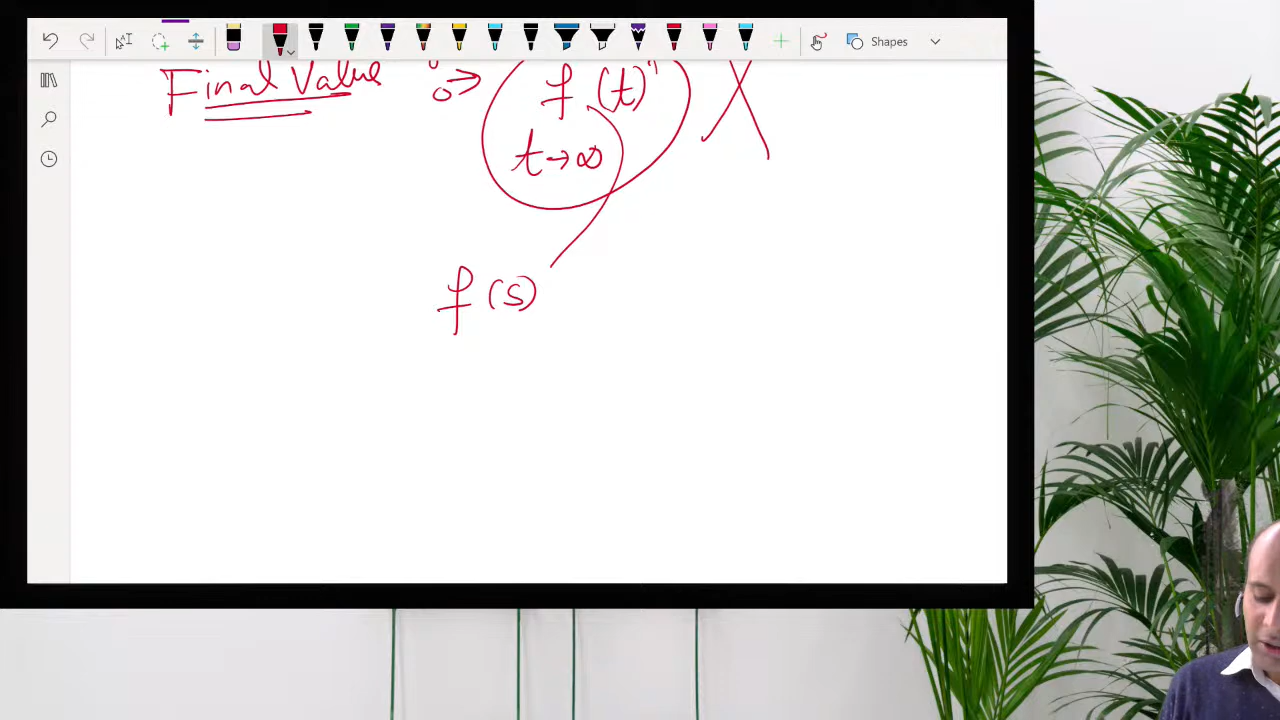 Shapes
Final Value ⇒ f(t)"
t→∞
f(s)